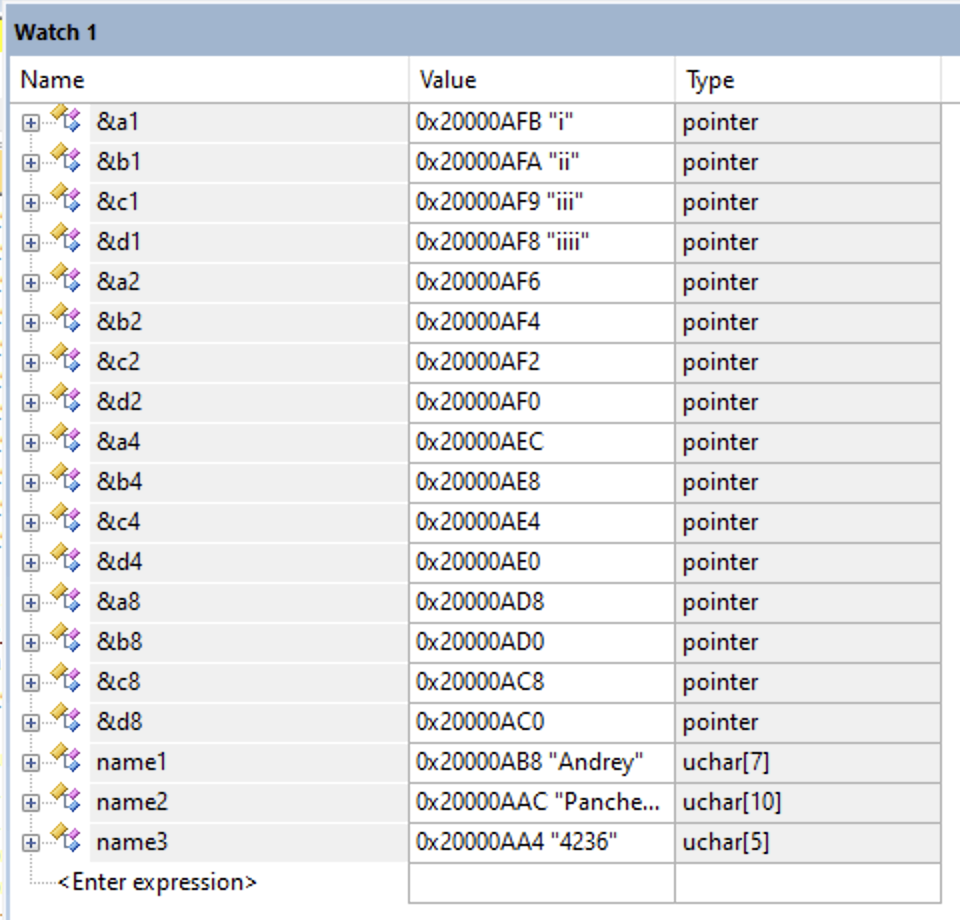 Watch 1
Name Value Type
&a1 0x20000AFB "i" pointer
&b1 0x20000AFA "ii" pointer
&c1 0x20000AF9 "iii" pointer
&d1 0x20000AF8 "iiii" pointer
&a2 0x20000AF6 pointer
&b2 0x20000AF4 pointer
&c2 0x20000AF2 pointer
&d2 0x20000AF0 pointer
&a4 0x20000AEC pointer
&b4 0x20000AE8 pointer
&c4 0x20000AE4 pointer
&d4 0x20000AE0 pointer
&a8 0x20000AD8 pointer
&b8 0x20000AD0 pointer
&c8 0x20000AC8 pointer
&d8 0x20000AC0 pointer
name1 0x20000AB8 "Andrey" uchar[7]
name2 0x20000AAC "Panche... uchar[10]
name3 0x20000AA4 "4236" uchar[5]
<Enter expression>